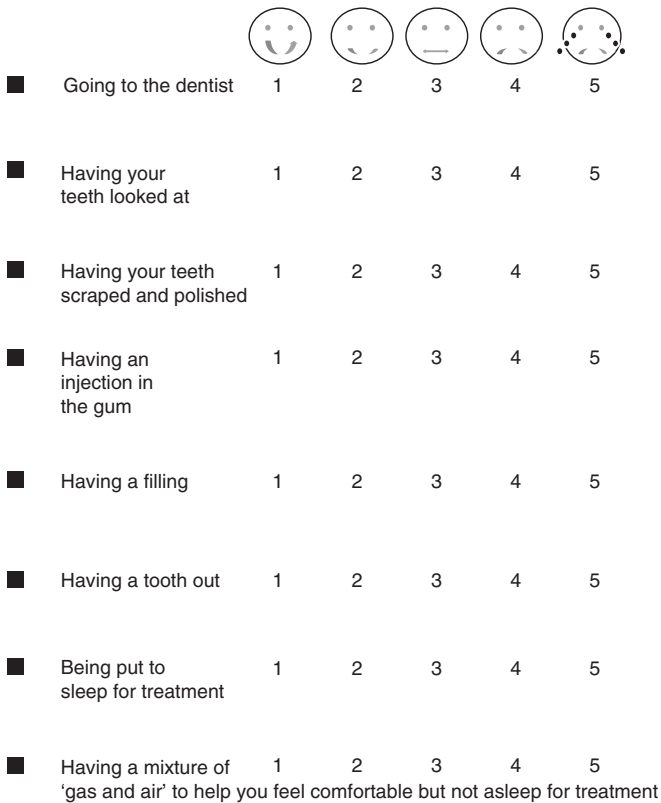 Going to the dentist 1 2 3 4 5
Having your 1 2 3 4 5
teeth looked at
Having your teeth 1 2 3 4 5
scraped and polished
Having an 1 2 3 4 5
injection in
the gum
Having a filling 1 2 3 4 5
Having a tooth out 1 2 3 4 5
Being put to 1 2 3 4 5
sleep for treatment
Having a mixture of 1 2 3 4 5
‘gas and air’ to help you feel comfortable but not asleep for treatment